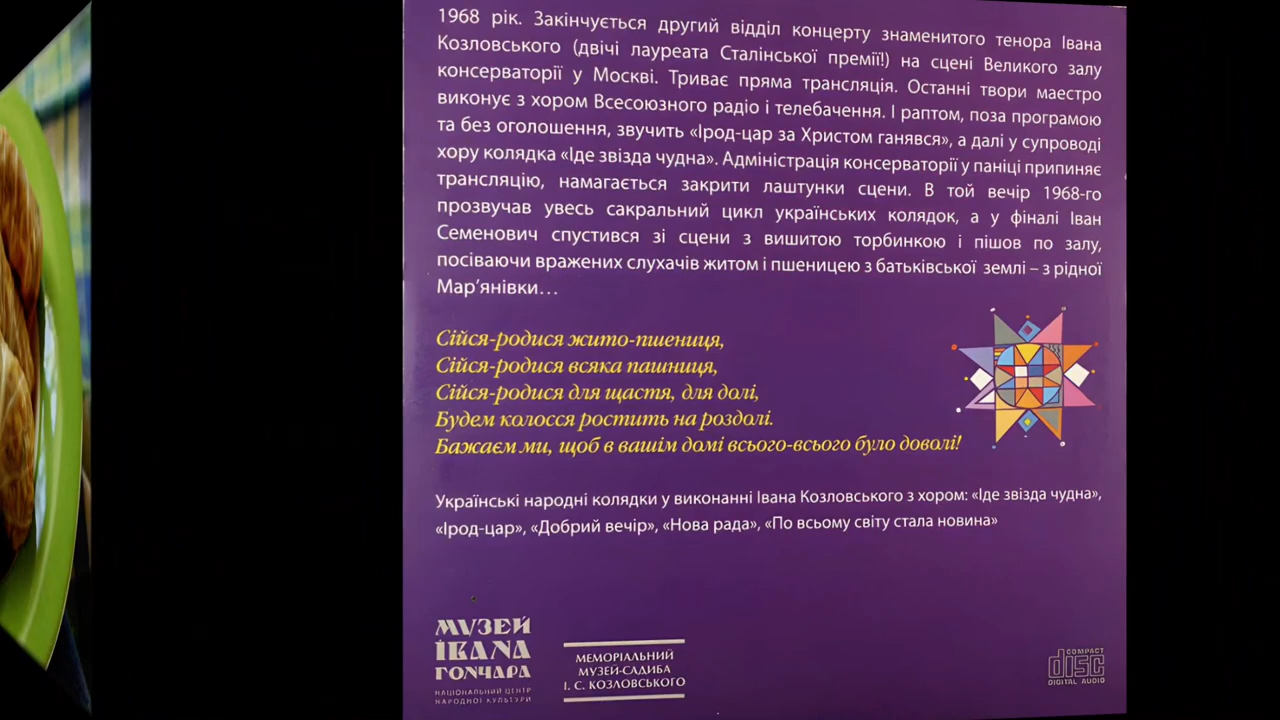 1968 рік. Закінчується другий відділ концерту знаменитого тенора Івана
Козловського (двічі лауреата Сталінської премії!) на сцені Великого залу
консерваторії у Москві. Триває пряма трансляція. Останні твори маестро
виконує з хором Всесоюзного радіо і телебачення. І раптом, поза програмою
та без оголошення, звучить «Ірод-цар за Христом ганявся», а далі у супроводі
хору колядка «Іде звізда чудна». Адміністрація консерваторії у паніці припиняє
трансляцію, намагається закрити лаштунки сцени. В той вечір 1968-го
прозвучав увесь сакральний цикл українських колядок, а у фіналі Іван
Семенович спустився зі сцени з вишитою торбинкою і пішов по залу,
посіваючи вражених слухачів житом і пшеницею з батьківської землі – з рідної
Мар'янівки...
Сійся-родися жито-пшениця,
Сійся-родися всяка пашниця,
Сійся-родися для щастя, для долі,
Будем колосся ростить на роздолі.
Бажаєм ми, щоб в вашім домі всього-всього було доволі!
Українські народні колядки у виконанні Івана Козловського з хором: «Іде звізда чудна»,
«Ірод-цар», «Добрий вечір», «Нова рада», «По всьому світу стала новина»
МУЗЕЙ
ІВАНА
ГОНЧАРА
НАЦІОНАЛЬНИЙ ЦЕНТР
НАРОДНОЇ КУЛЬТУРИ
МЕМОРІАЛЬНИЙ
МУЗЕЙ-САДИБА
І. С. КОЗЛОВСЬКОГО
COMPACT
disc
DIGITAL AUDIO